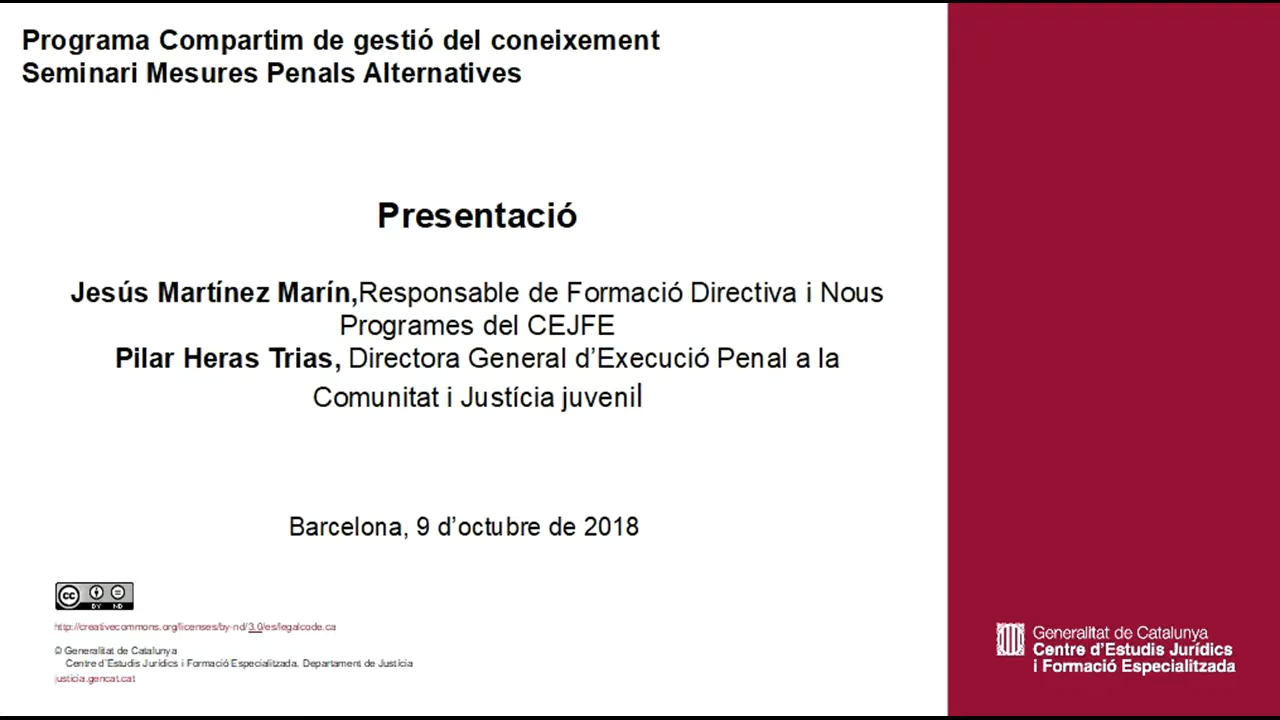 Programa Compartim de gestió del coneixement
Seminari Mesures Penals Alternatives
Presentació
Jesús Martínez Marín,Responsable de Formació Directiva i Nous
Programes del CEJFE
Pilar Heras Trias, Directora General d’Execució Penal a la
Comunitat i Justícia juvenil
Barcelona, 9 d’octubre de 2018
cc BY ND
http://creativecommons.org/licenses/by-nd/3.0/es/legalcode.ca
© Generalitat de Catalunya
Centre d’Estudis Jurídics i Formació Especialitzada. Departament de Justícia
justicia.gencat.cat
Generalitat de Catalunya
Centre d’Estudis Jurídics
i Formació Especialitzada